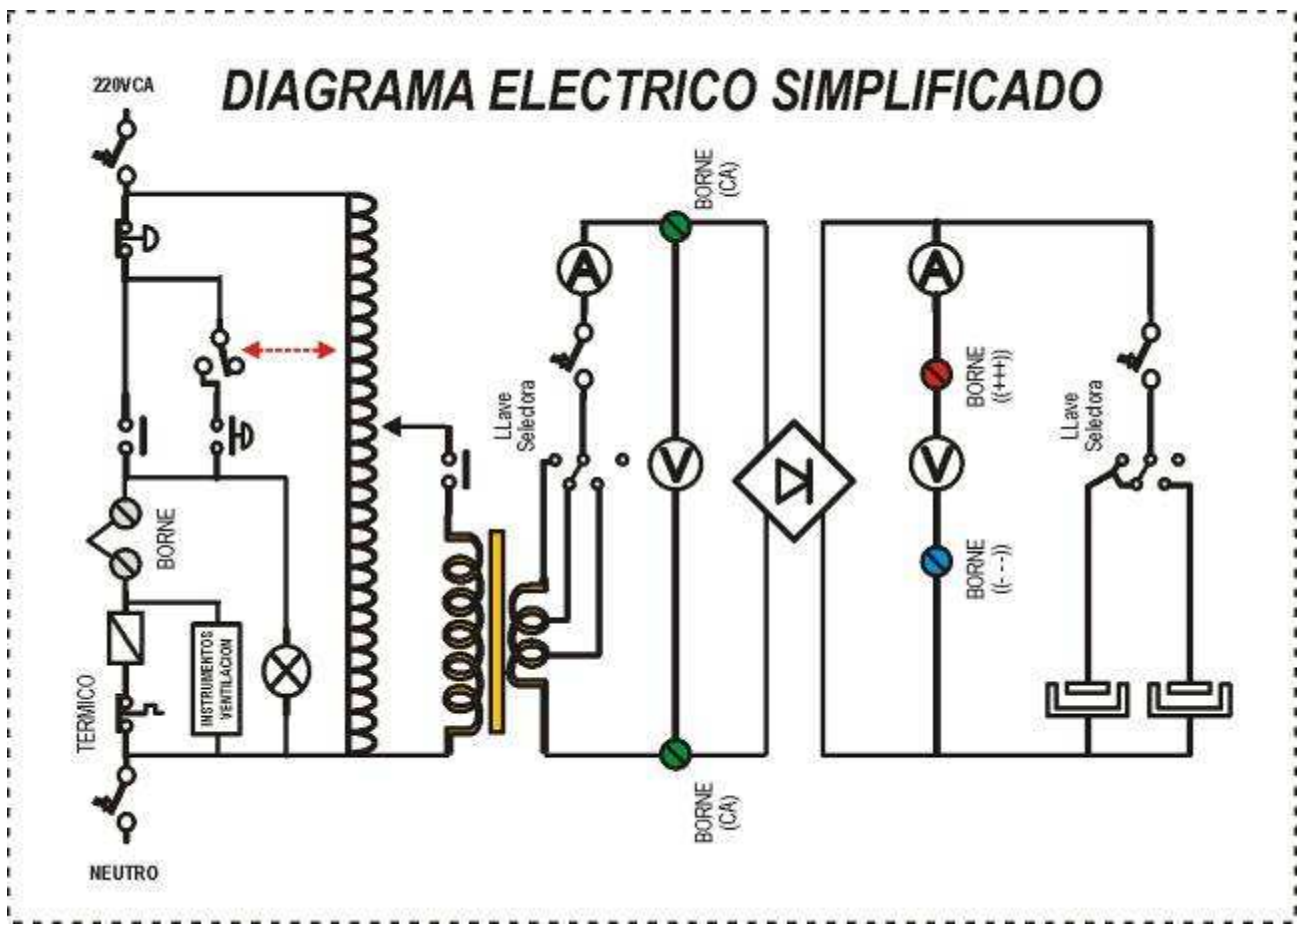 220VCA
DIAGRAMA ELECTRICO SIMPLIFICADO
BORNE
(CA)
A
A
LLave
Selectora
BORNE
((+++))
LLave
Selectora
V
V
BORNE
BORNE
((- - -))
INSTRUMENTOS
VENTILACION
TERMICO
BORNE
(CA)
NEUTRO